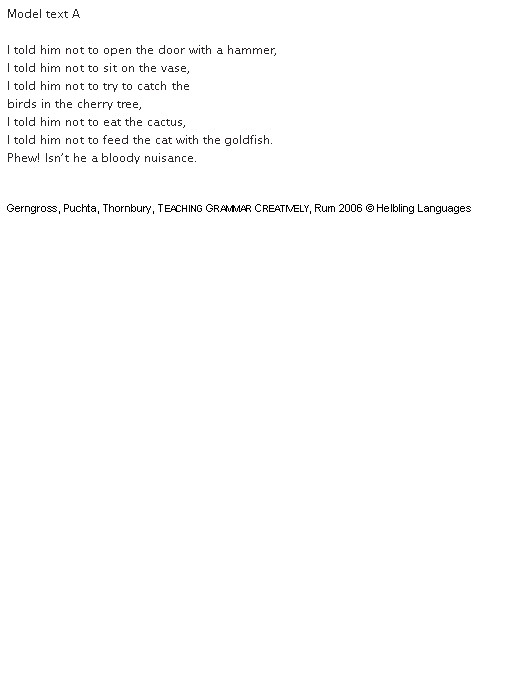 Model text A
I told him not to open the door with a hammer,
I told him not to sit on the vase,
I told him not to try to catch the
birds in the cherry tree,
I told him not to eat the cactus,
I told him not to feed the cat with the goldfish.
Phew! Isn’t he a bloody nuisance.
Gerngross, Puchta, Thornbury, TEACHING GRAMMAR CREATIVELY, Rum 2006 © Helbling Languages